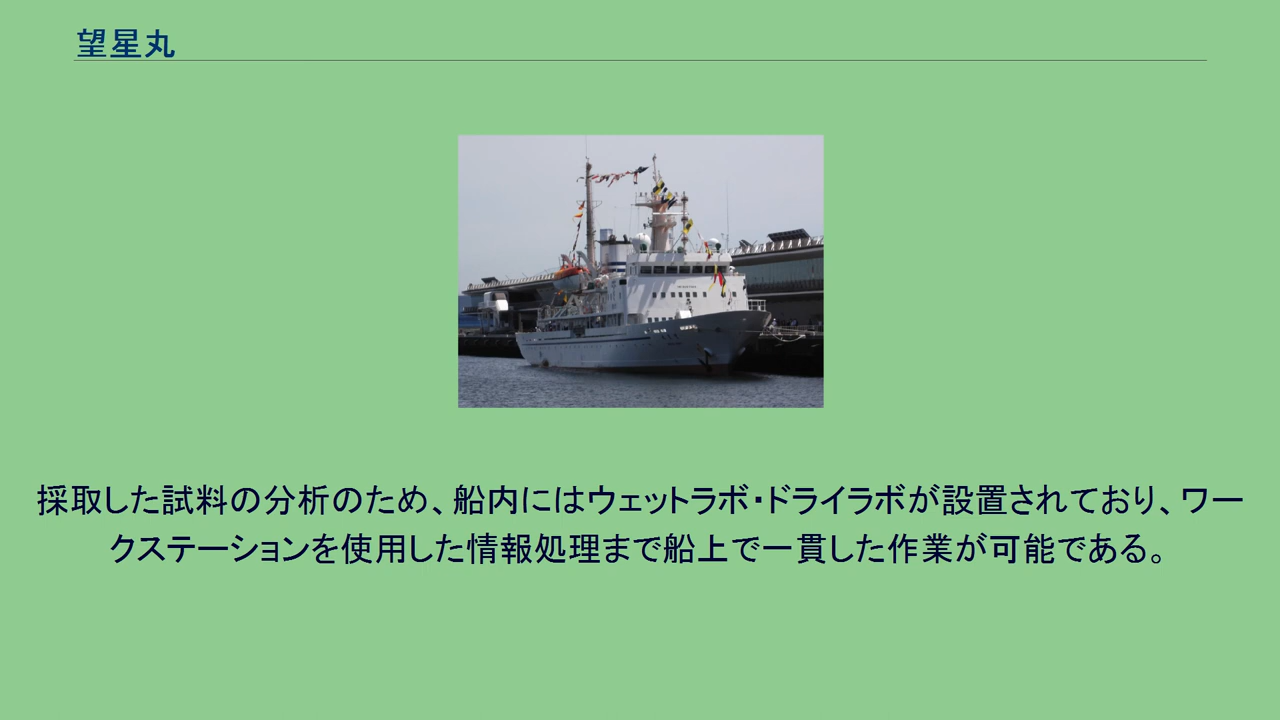 望星丸
採取した試料の分析のため、船内にはウェットラボ・ドライラボが設置されており、ワー
クステーションを使用した情報処理まで船上で一貫した作業が可能である。